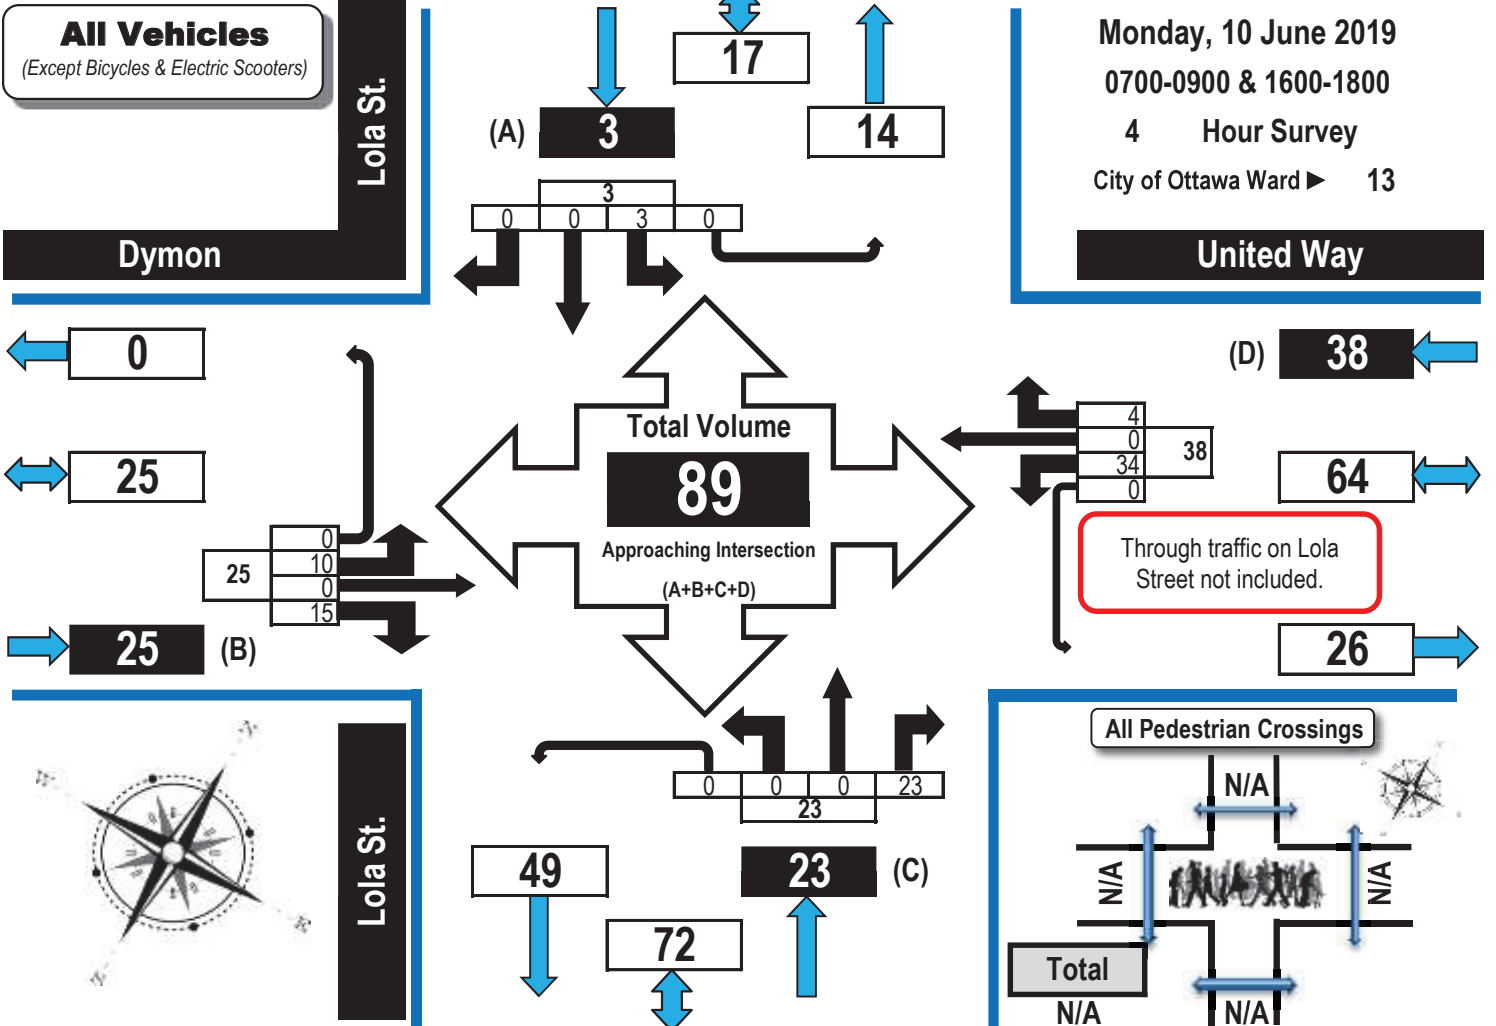 All Vehicles
(Except Bicycles & Electric Scooters)
Lola St.
Dymon
17
(A) 3
14
3
0 0 3 0
Monday, 10 June 2019
0700-0900 & 1600-1800
4 Hour Survey
City of Ottawa Ward ► 13
United Way
0
25
0
10
0
15
25
25 (B)
Total Volume
89
Approaching Intersection
(A+B+C+D)
(D) 38
4
0
34
0
38
64
Through traffic on Lola
Street not included.
26
Lola St.
0 0 0 23
23
49
23 (C)
72
All Pedestrian Crossings
N/A
N/A
N/A
Total
N/A
N/A